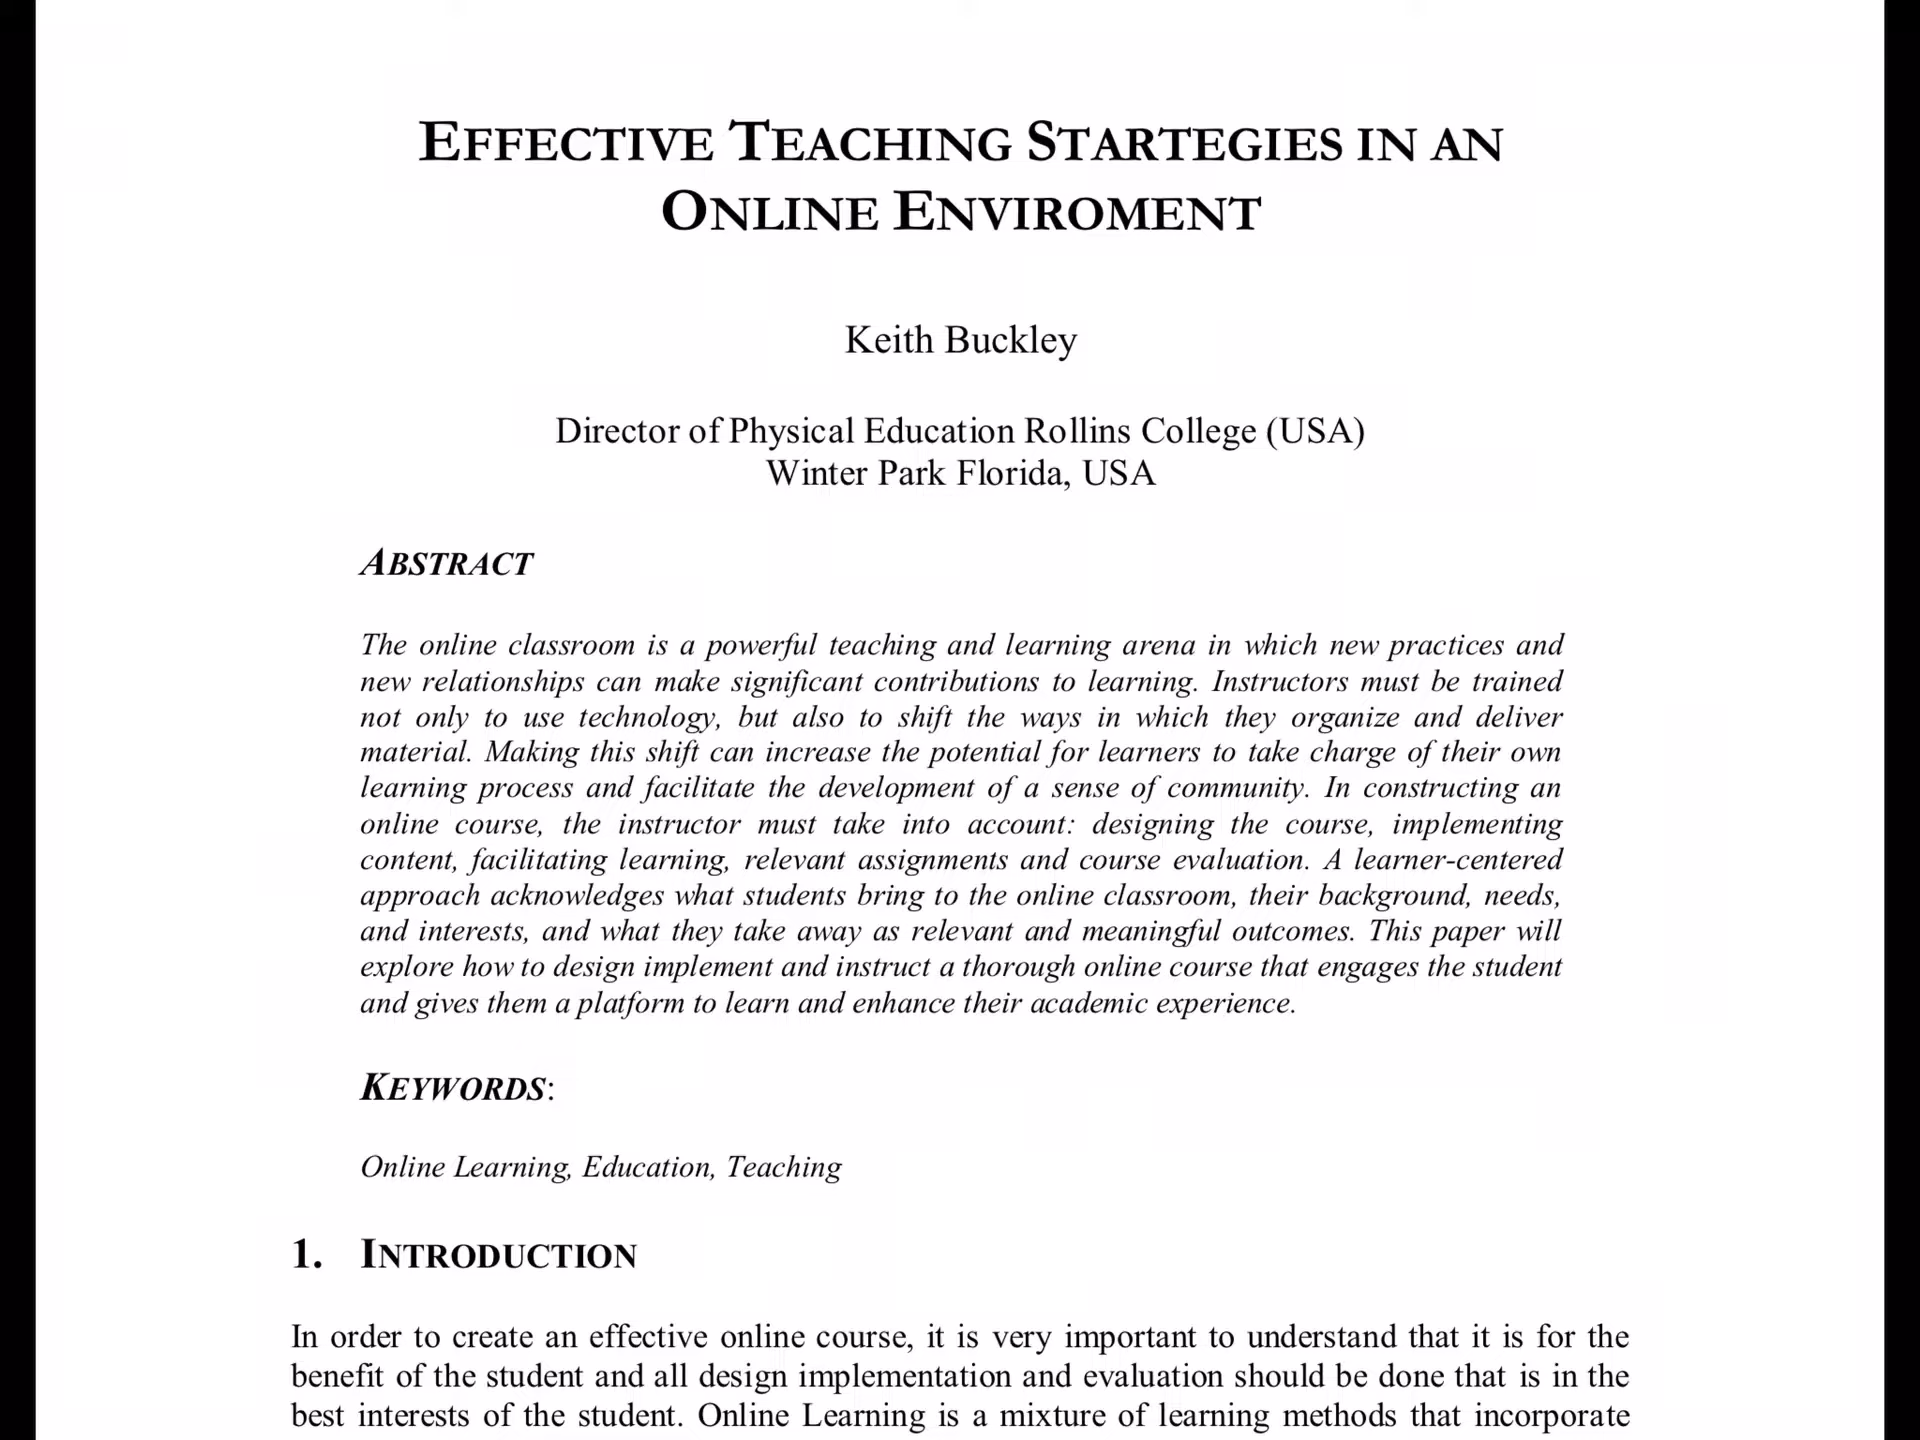 EFFECTIVE TEACHING STARTEGIES IN AN
ONLINE ENVIROMENT
Keith Buckley
Director of Physical Education Rollins College (USA)
Winter Park Florida, USA
ABSTRACT
The online classroom is a powerful teaching and learning arena in which new practices and
new relationships can make significant contributions to learning. Instructors must be trained
not only to use technology, but also to shift the ways in which they organize and deliver
material. Making this shift can increase the potential for learners to take charge of their own
learning process and facilitate the development of a sense of community. In constructing an
online course, the instructor must take into account: designing the course, implementing
content, facilitating learning, relevant assignments and course evaluation. A learner-centered
approach acknowledges what students bring to the online classroom, their background, needs,
and interests, and what they take away as relevant and meaningful outcomes. This paper will
explore how to design implement and instruct a thorough online course that engages the student
and gives them a platform to learn and enhance their academic experience.
KEYWORDS:
Online Learning, Education, Teaching
1. INTRODUCTION
In order to create an effective online course, it is very important to understand that it is for the
benefit of the student and all design implementation and evaluation should be done that is in the
best interests of the student. Online Learning is a mixture of learning methods that incorporate